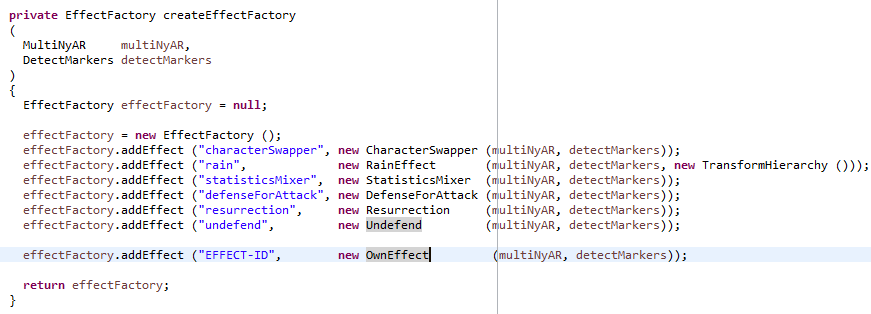 private EffectFactory createEffectFactory
(
  MultiNyAR     multiNyAR,
  DetectMarkers detectMarkers
)
{
  EffectFactory effectFactory = null;

  effectFactory = new EffectFactory ();
  effectFactory.addEffect ("characterSwapper", new CharacterSwapper (multiNyAR, detectMarkers));
  effectFactory.addEffect ("rain",             new RainEffect       (multiNyAR, detectMarkers, new TransformHierarchy ()));
  effectFactory.addEffect ("statisticsMixer",  new StatisticsMixer  (multiNyAR, detectMarkers));
  effectFactory.addEffect ("defenseForAttack", new DefenseForAttack (multiNyAR, detectMarkers));
  effectFactory.addEffect ("resurrection",     new Resurrection     (multiNyAR, detectMarkers));
  effectFactory.addEffect ("undefend",         new Undefend         (multiNyAR, detectMarkers));

  effectFactory.addEffect ("EFFECT-ID",        new OwnEffect         (multiNyAR, detectMarkers));

  return effectFactory;
}